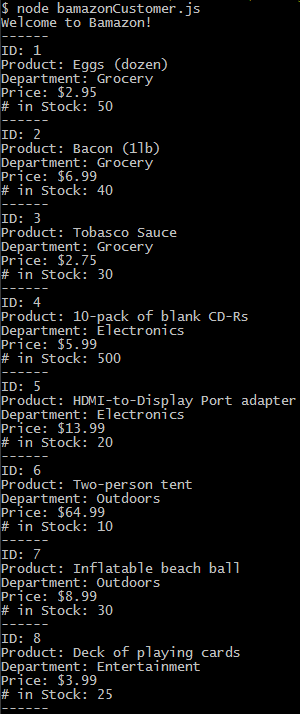 $ node bamazonCustomer.js
Welcome to Bamazon!
------
ID: 1
Product: Eggs (dozen)
Department: Grocery
Price: $2.95
# in Stock: 50
------
ID: 2
Product: Bacon (1lb)
Department: Grocery
Price: $6.99
# in Stock: 40
------
ID: 3
Product: Tobasco Sauce
Department: Grocery
Price: $2.75
# in Stock: 30
------
ID: 4
Product: 10-pack of blank CD-Rs
Department: Electronics
Price: $5.99
# in Stock: 500
------
ID: 5
Product: HDMI-to-Display Port adapter
Department: Electronics
Price: $13.99
# in Stock: 20
------
ID: 6
Product: Two-person tent
Department: Outdoors
Price: $64.99
# in Stock: 10
------
ID: 7
Product: Inflatable beach ball
Department: Outdoors
Price: $8.99
# in Stock: 30
------
ID: 8
Product: Deck of playing cards
Department: Entertainment
Price: $3.99
# in Stock: 25
------